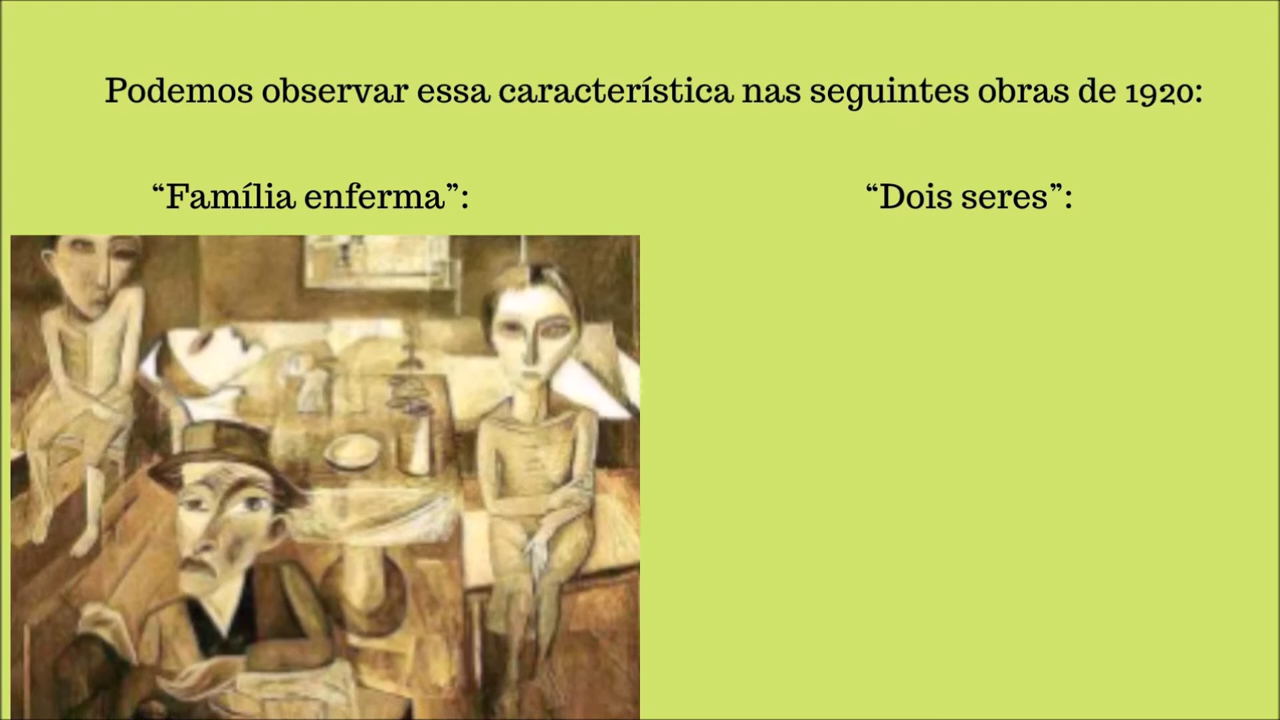 Podemos observar essa característica nas seguintes obras de 1920:
“Família enferma”:
“Dois seres”: